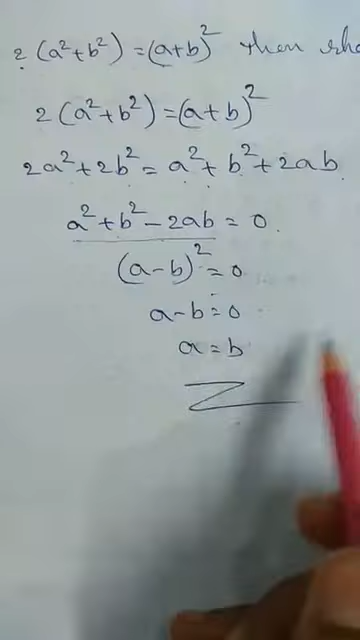 2(a²+b²)=(a+b)² then
2(a²+b²)=(a+b)²
2a²+2b²=a²+b²+2ab
a²+b²-2ab=0
(a-b)²=0
a-b=0
a=b